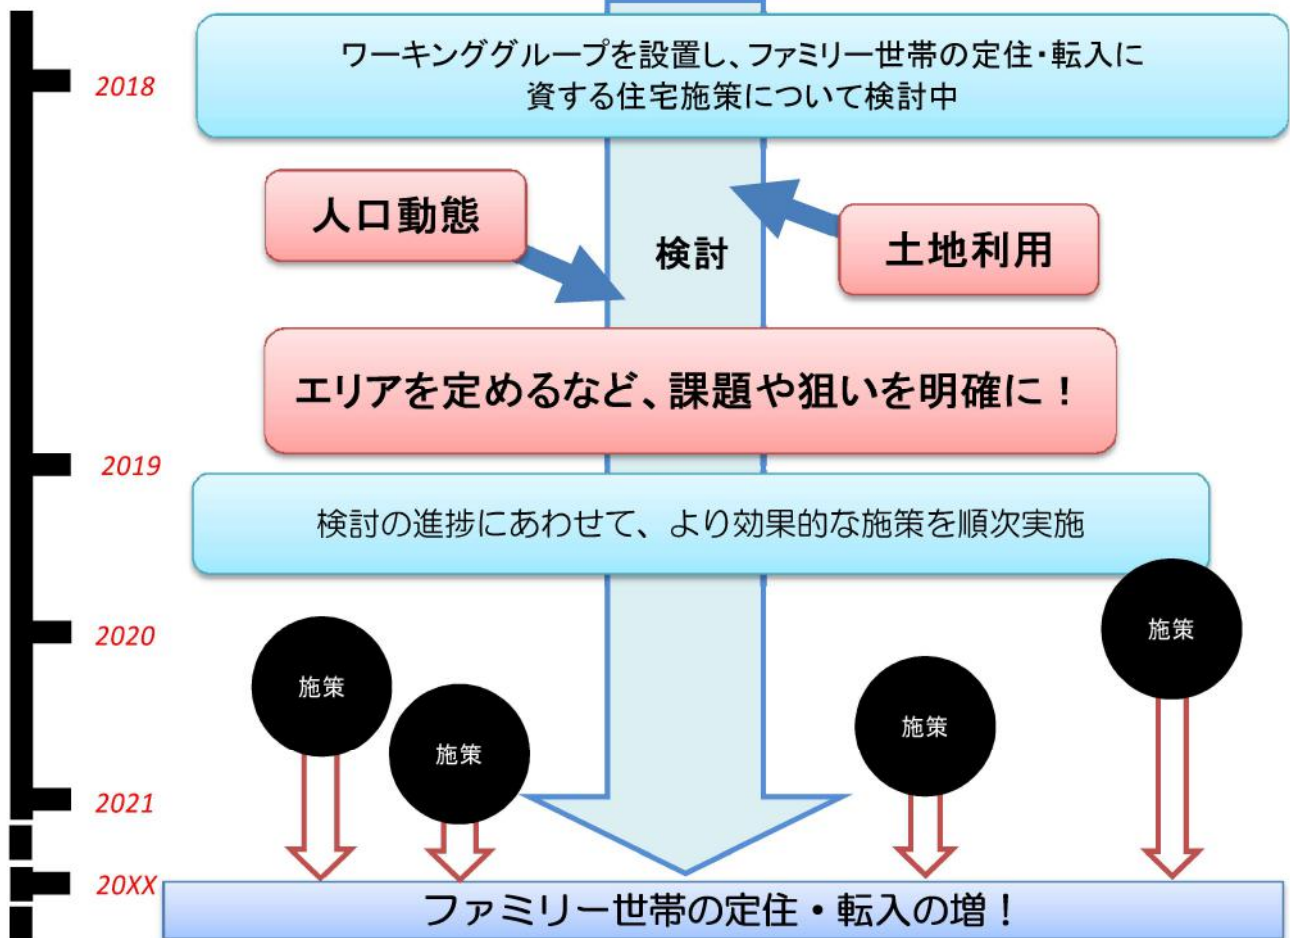 ワーキンググループを設置し、ファミリー世帯の定住・転入に
資する住宅施策について検討中
2018
人口動態
土地利用
検討
エリアを定めるなど、課題や狙いを明確に！
2019
検討の進捗にあわせて、より効果的な施策を順次実施
2020
施策
施策
施策
施策
2021
20XX
ファミリー世帯の定住・転入の増！